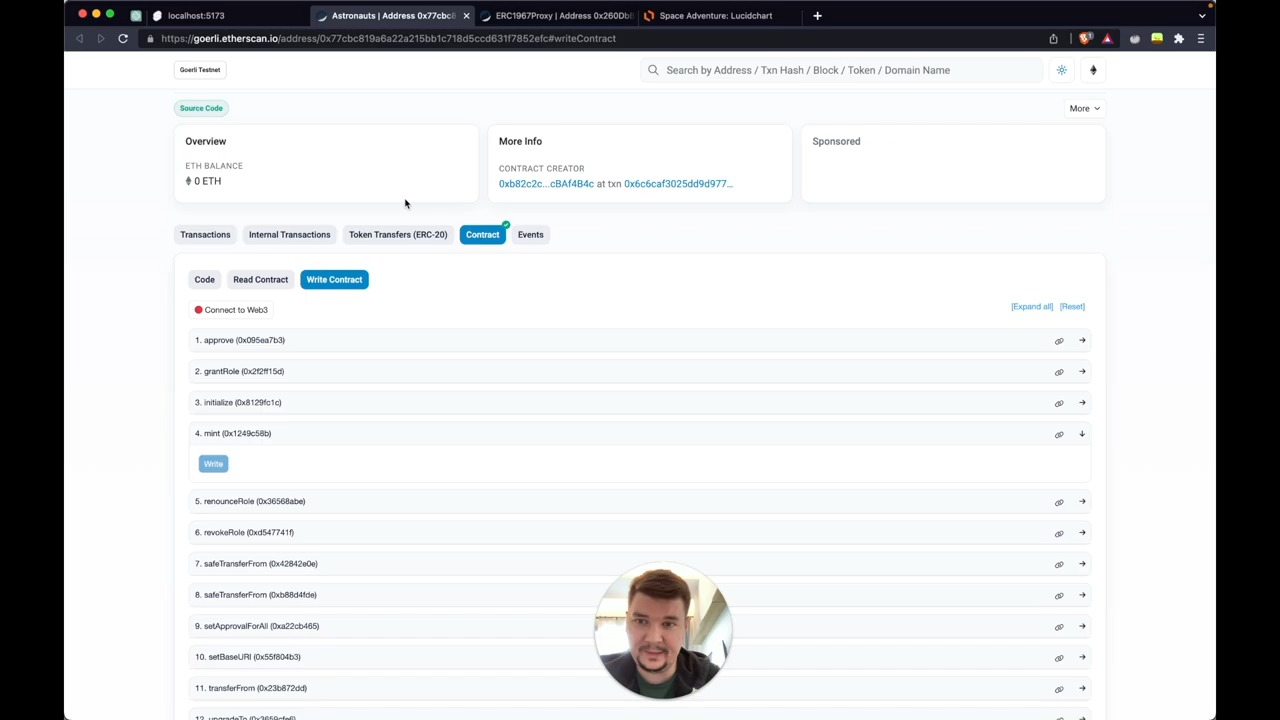 localhost:5173
Astronauts | Address 0x77cbc8
ERC1967Proxy | Address 0x260DbB
Space Adventure: Lucidchart
https://goerli.etherscan.io/address/0x77cbc819a6a22a215bb1c718d5ccd631f7852efc#writeContract
Goerli Testnet
Search by Address / Txn Hash / Block / Token / Domain Name
Source Code
More
Overview
ETH BALANCE
0 ETH
More Info
CONTRACT CREATOR
0xb82c2c...cBAf4B4c at txn 0x6c6caf3025dd9d977...
Sponsored
Transactions
Internal Transactions
Token Transfers (ERC-20)
Contract
Events
Code
Read Contract
Write Contract
Connect to Web3
[Expand all] [Reset]
1. approve (0x095ea7b3)
2. grantRole (0x2f2ff15d)
3. initialize (0x8129fc1c)
4. mint (0x1249c58b)
Write
5. renounceRole (0x36568abe)
6. revokeRole (0xd547741f)
7. safeTransferFrom (0x42842e0e)
8. safeTransferFrom (0xb88d4fde)
9. setApprovalForAll (0xa22cb465)
10. setBaseURI (0x55f804b3)
11. transferFrom (0x23b872dd)
12. upgradeTo (0x3659cfe6)